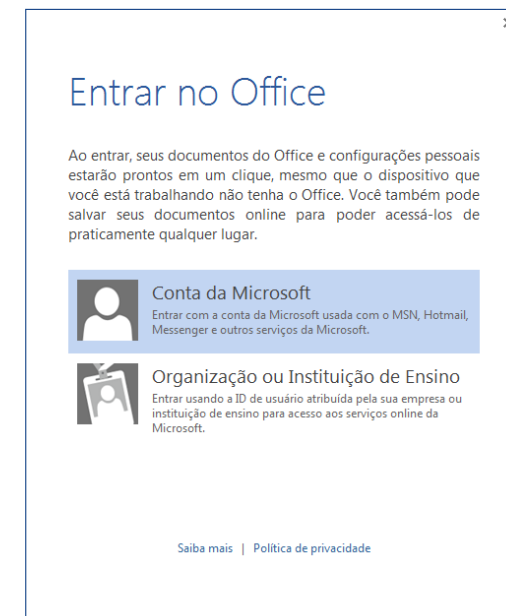 Entrar no Office
Ao entrar, seus documentos do Office e configurações pessoais
estarão prontos em um clique, mesmo que o dispositivo que
você está trabalhando não tenha o Office. Você também pode
salvar seus documentos online para poder acessá-los de
praticamente qualquer lugar.
Conta da Microsoft
Entrar com a conta da Microsoft usada com o MSN, Hotmail,
Messenger e outros serviços da Microsoft.
Organização ou Instituição de Ensino
Entrar usando a ID de usuário atribuída pela sua empresa ou
instituição de ensino para acesso aos serviços online da
Microsoft.
Saiba mais | Política de privacidade